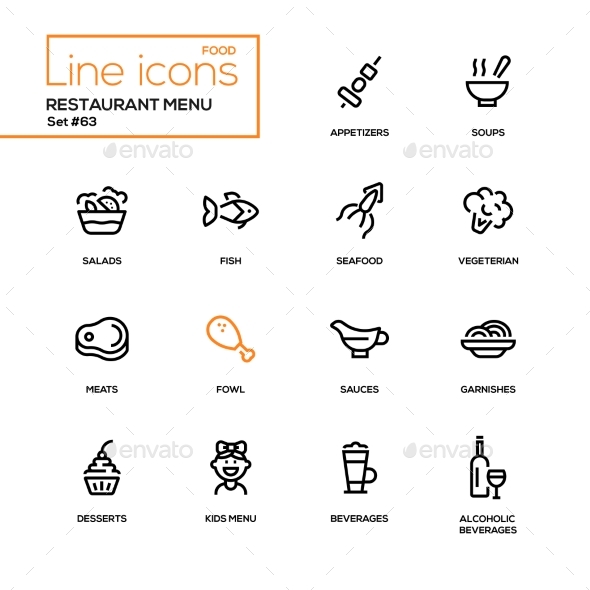 FOOD
Line icons
RESTAURANT MENU
Set #63
APPETIZERS
SOUPS
envato
envato
SALADS
FISH
SEAFOOD
VEGETERIAN
MEATS
FOWL
SAUCES
GARNISHES
envato
envato
DESSERTS
KIDS MENU
BEVERAGES
ALCOHOLIC
BEVERAGES